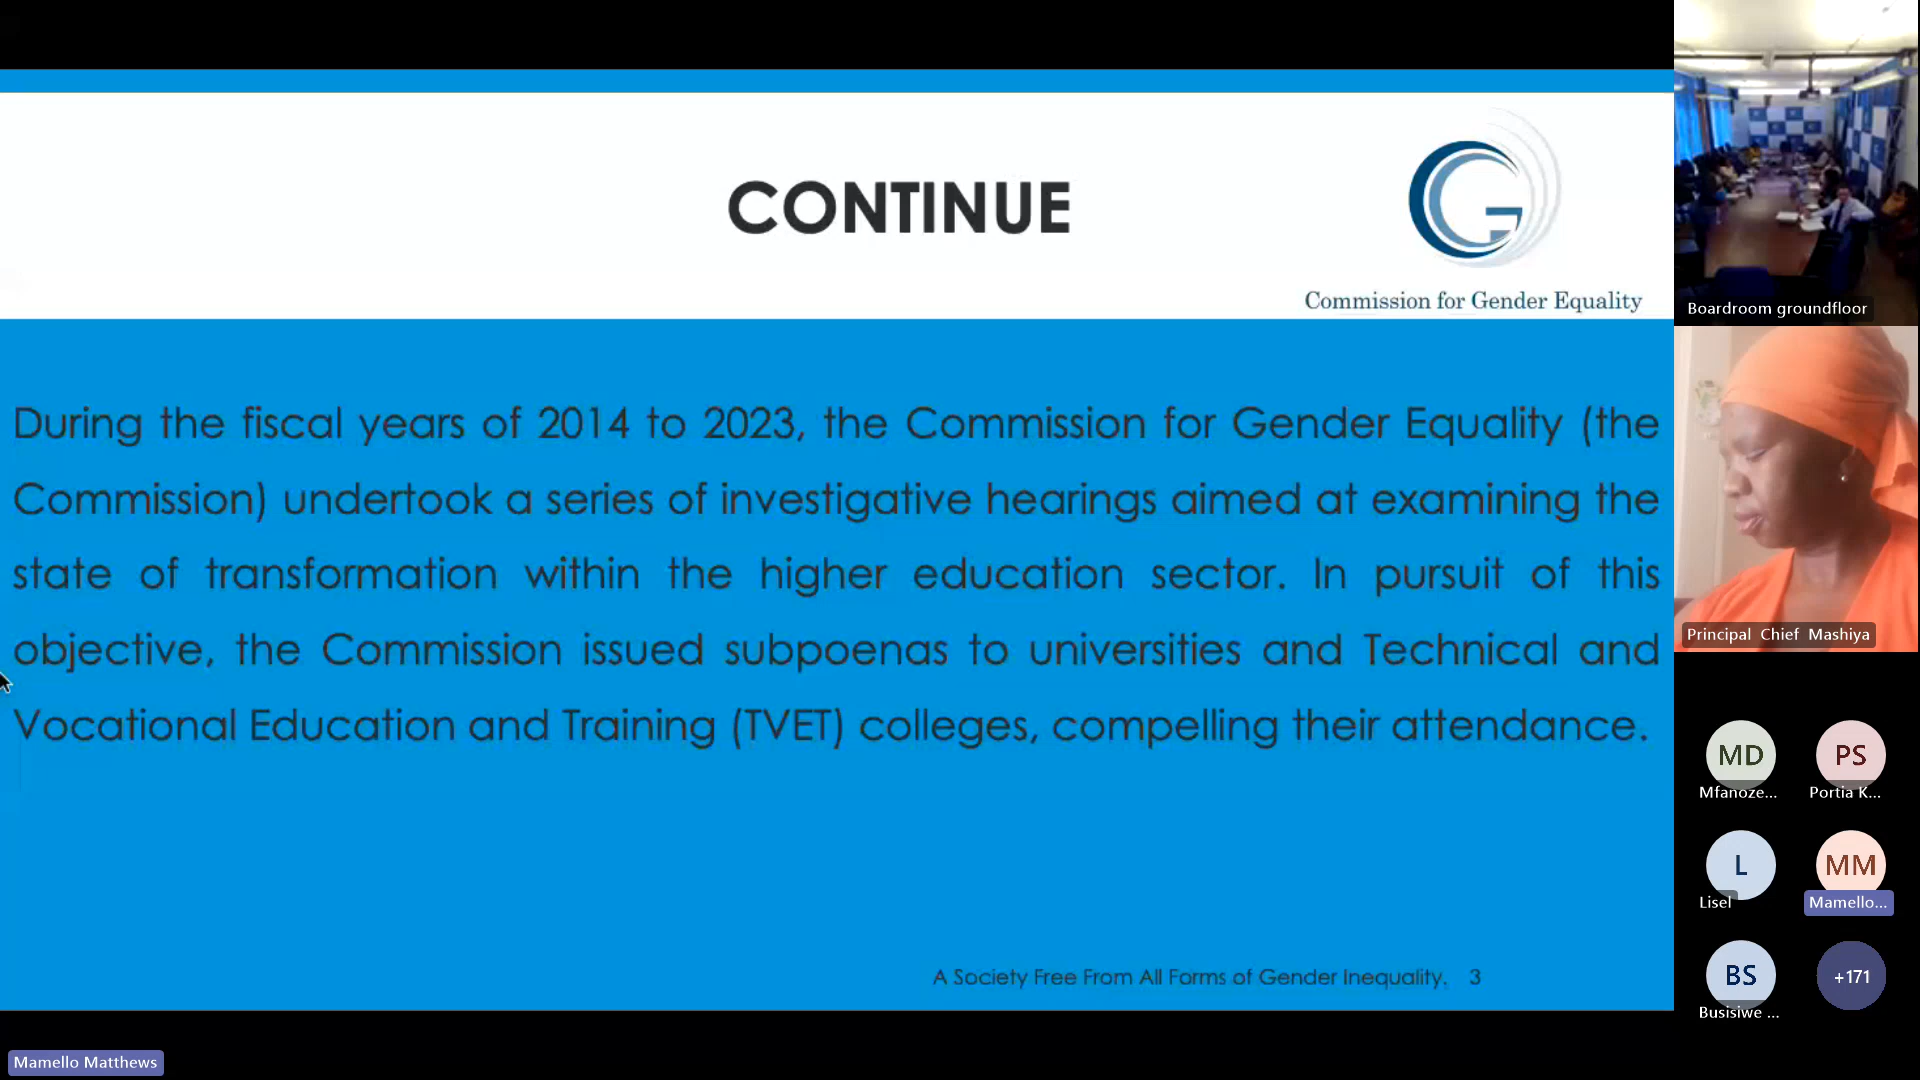 CONTINUE
Commission for Gender Equality
During the fiscal years of 2014 to 2023, the Commission for Gender Equality (the
Commission) undertook a series of investigative hearings aimed at examining the
state of transformation within the higher education sector. In pursuit of this
objective, the Commission issued subpoenas to universities and Technical and
Vocational Education and Training (TVET) colleges, compelling their attendance.
A Society Free From All Forms of Gender Inequality. 3
Mamello Matthews
Boardroom groundfloor
Principal Chief Mashiya
MD
Mfanoze...
PS
Portia K...
L
Lisel
MM
Mamello...
BS
Busisiwe ...
+171